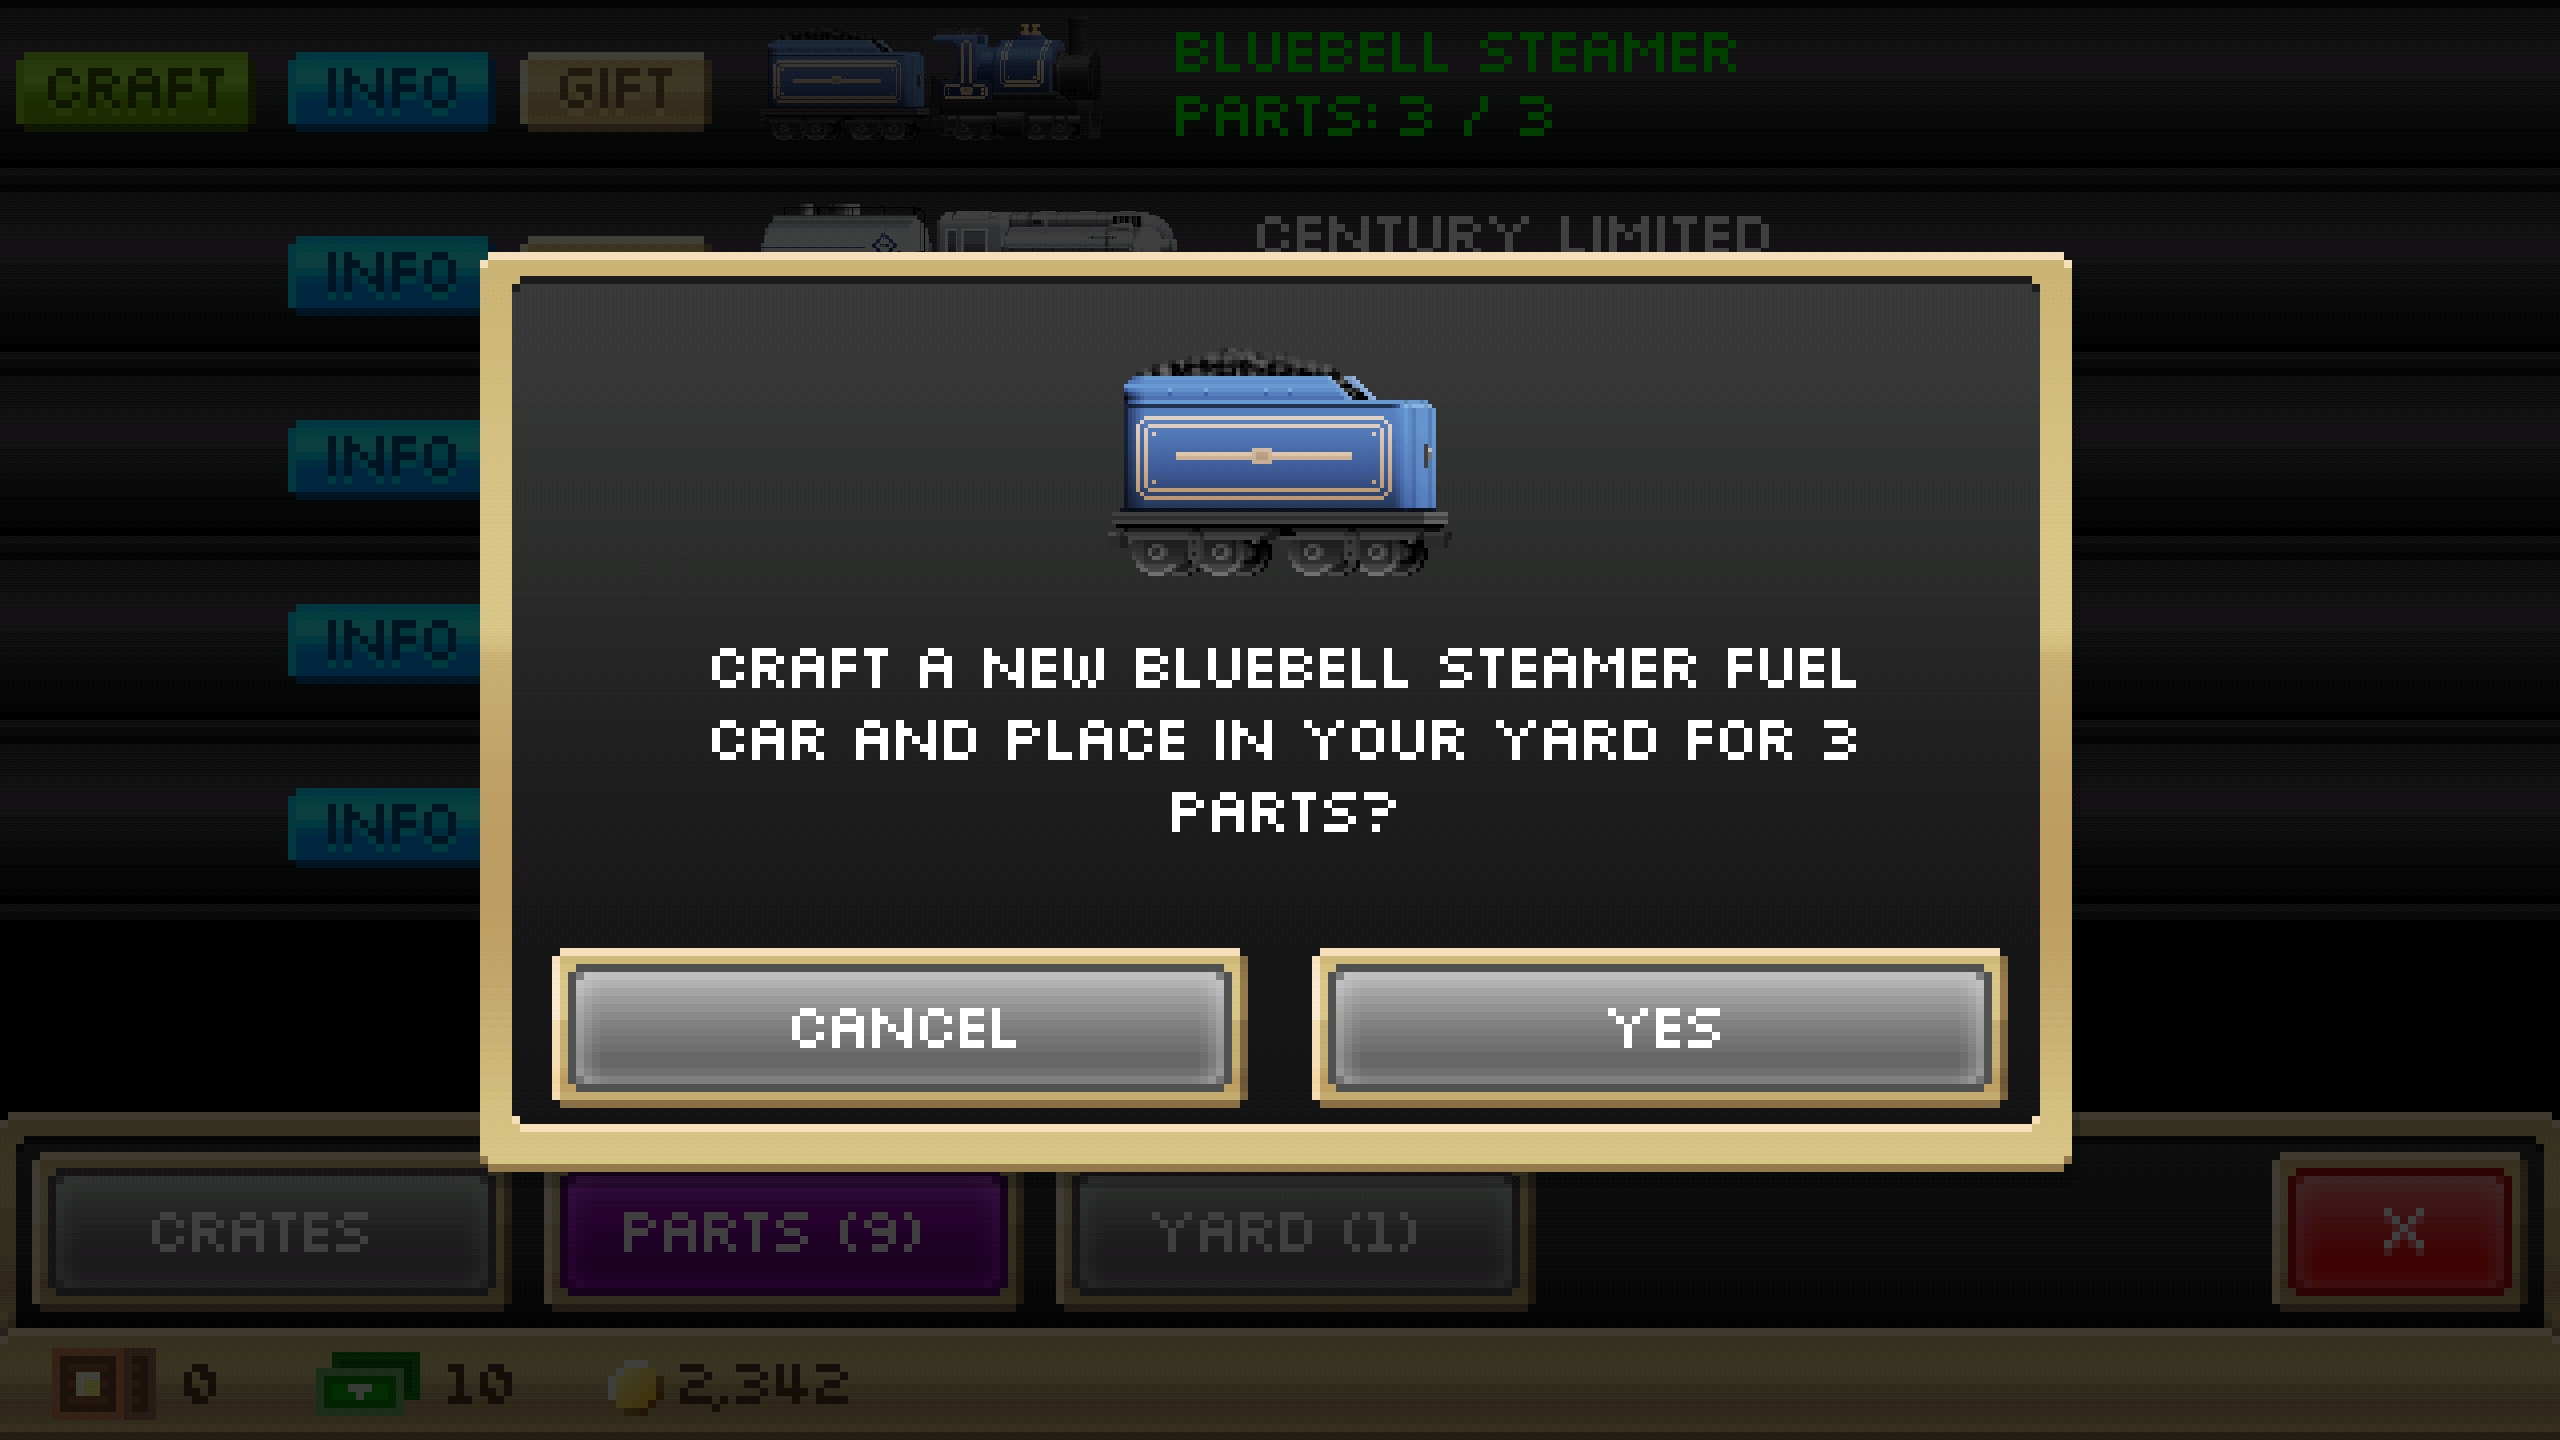 CRAFT INFO GIFT BLUEBELL STEAMER
PARTS: 3 / 3
INFO CENTURY LIMITED
INFO
INFO
INFO
CRAFT A NEW BLUEBELL STEAMER FUEL
CAR AND PLACE IN YOUR YARD FOR 3
PARTS?
CANCEL YES
CRATES PARTS (9) YARD (1) X
0 10 2,342